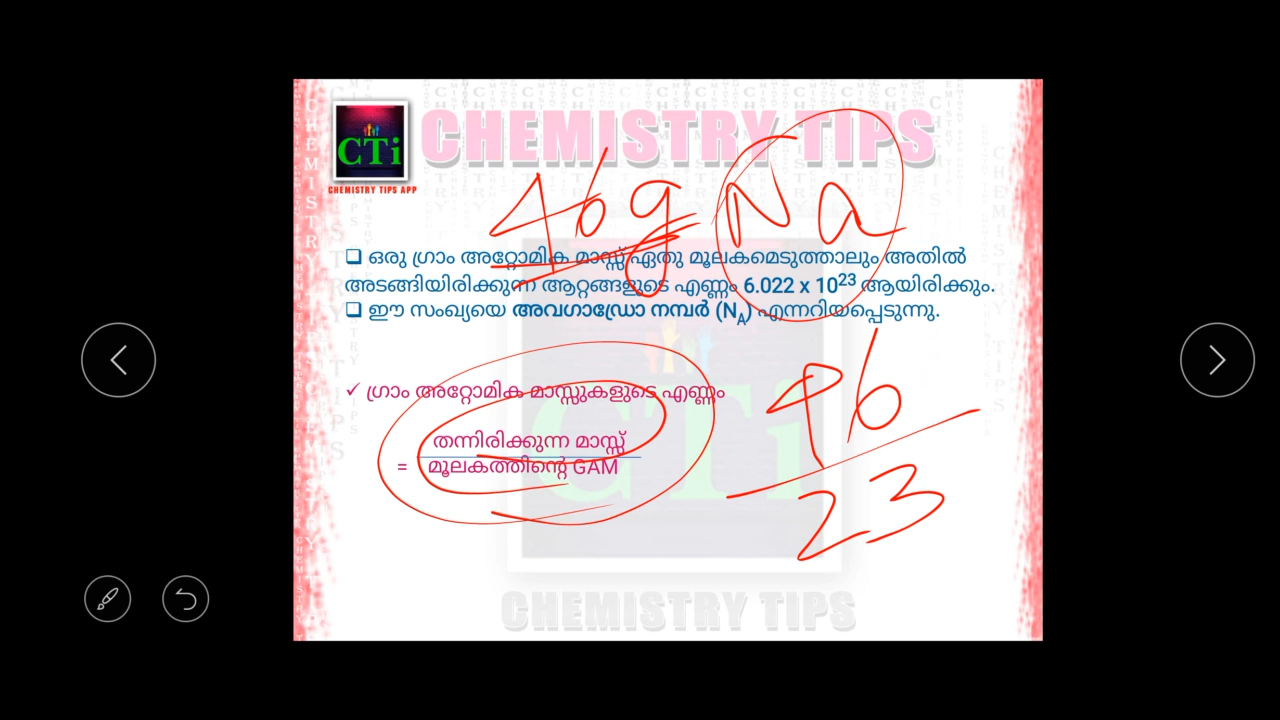 CTi
CHEMISTRY TIPS APP
CHEMISTRY TIPS
46g Na
❑ ഒരു ഗ്രാം അറ്റോമിക മാസ്സ് ഏതു മൂലകമെടുത്താലും അതിൽ
അടങ്ങിയിരിക്കുന്ന ആറ്റങ്ങളുടെ എണ്ണം 6.022 x 10²³ ആയിരിക്കും.
❑ ഈ സംഖ്യയെ അവഗാഡ്രോ നമ്പർ (N_A) എന്നറിയപ്പെടുന്നു.
✓ ഗ്രാം അറ്റോമിക മാസ്സുകളുടെ എണ്ണം
തന്നിരിക്കുന്ന മാസ്സ്
= മൂലകത്തിന്റെ GAM
46
23
CTi
CHEMISTRY TIPS